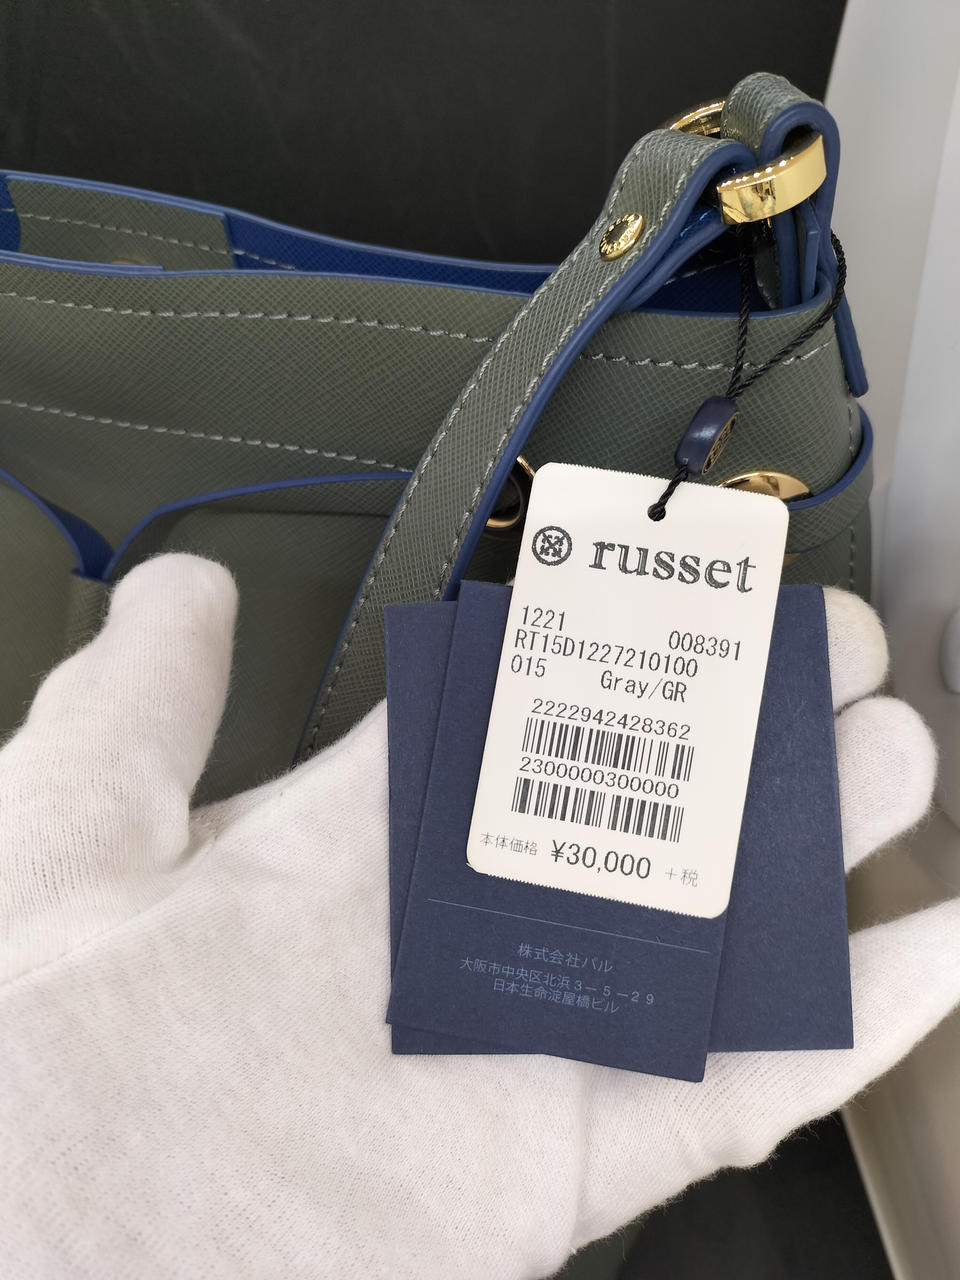 russet
1221 008391
RT15D1227210100
015 Gray/GR
2222942428362
2300000300000
本体価格 ¥30,000 +税
株式会社パル
大阪市中央区北浜3-5-29
日本生命淀屋橋ビル